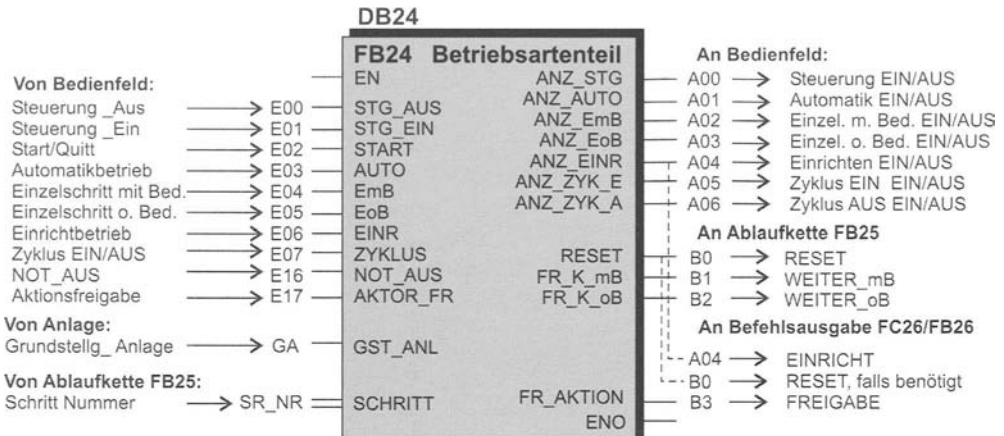 DB24
FB24 Betriebsartenteil
Von Bedienfeld:
Steuerung _Aus E00
Steuerung _Ein E01
Start/Quitt E02
Automatikbetrieb E03
Einzelschritt mit Bed. E04
Einzelschritt o. Bed. E05
Einrichtbetrieb E06
Zyklus EIN/AUS E07
NOT_AUS E16
Aktionsfreigabe E17
Von Anlage:
Grundstellg_ Anlage GA
Von Ablaufkette FB25:
Schritt Nummer SR_NR
EN
STG_AUS
STG_EIN
START
AUTO
EmB
EoB
EINR
ZYKLUS
NOT_AUS
AKTOR_FR
GST_ANL
SCHRITT
ANZ_STG
ANZ_AUTO
ANZ_EmB
ANZ_EoB
ANZ_EINR
ANZ_ZYK_E
ANZ_ZYK_A
RESET
FR_K_mB
FR_K_oB
FR_AKTION
ENO
An Bedienfeld:
A00 Steuerung EIN/AUS
A01 Automatik EIN/AUS
A02 Einzel. m. Bed. EIN/AUS
A03 Einzel. o. Bed. EIN/AUS
A04 Einrichten EIN/AUS
A05 Zyklus EIN EIN/AUS
A06 Zyklus AUS EIN/AUS
An Ablaufkette FB25
B0 RESET
B1 WEITER_mB
B2 WEITER_oB
An Befehlsausgabe FC26/FB26
A04 EINRICHT
B0 RESET, falls benötigt
B3 FREIGABE